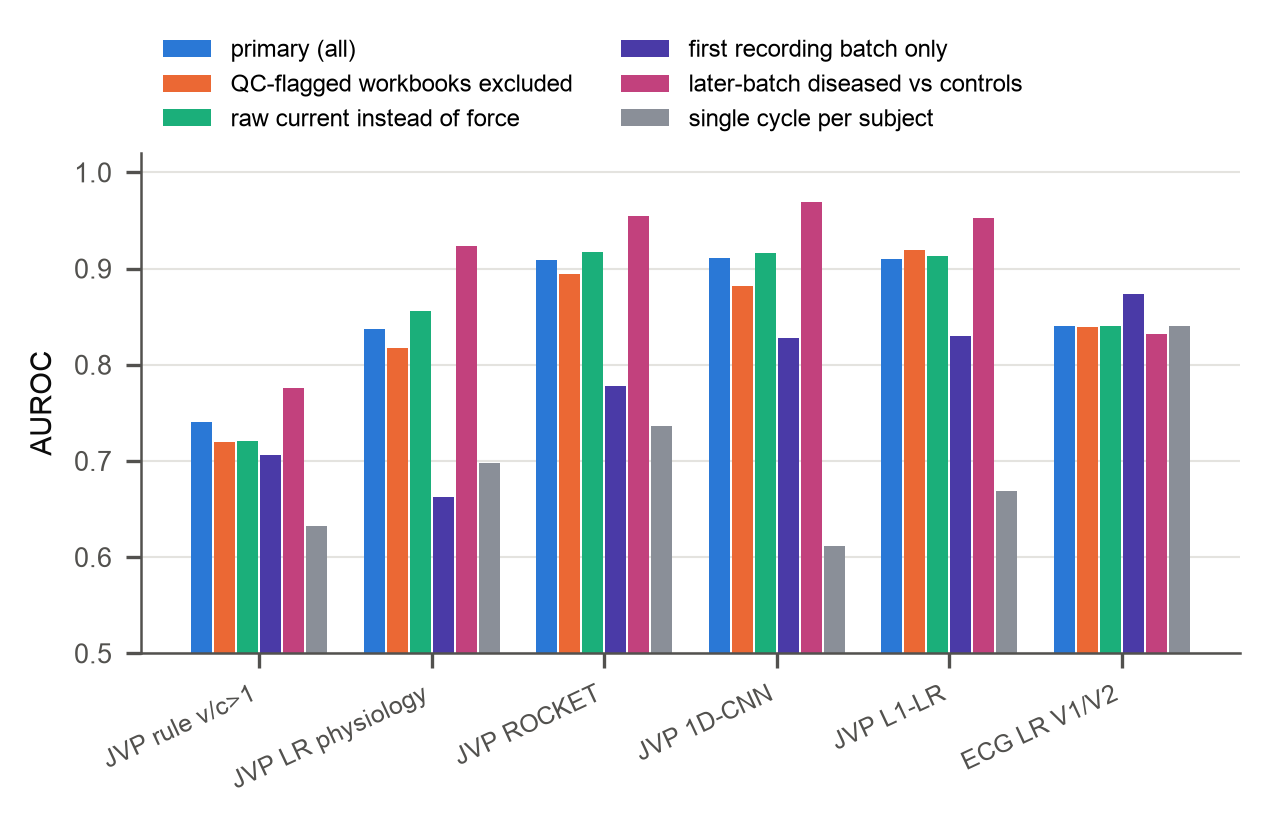 primary (all)
QC-flagged workbooks excluded
raw current instead of force
first recording batch only
later-batch diseased vs controls
single cycle per subject
AUROC
1.0
0.9
0.8
0.7
0.6
0.5
JVP rule v/c>1
JVP LR physiology
JVP ROCKET
JVP 1D-CNN
JVP L1-LR
ECG LR V1/V2